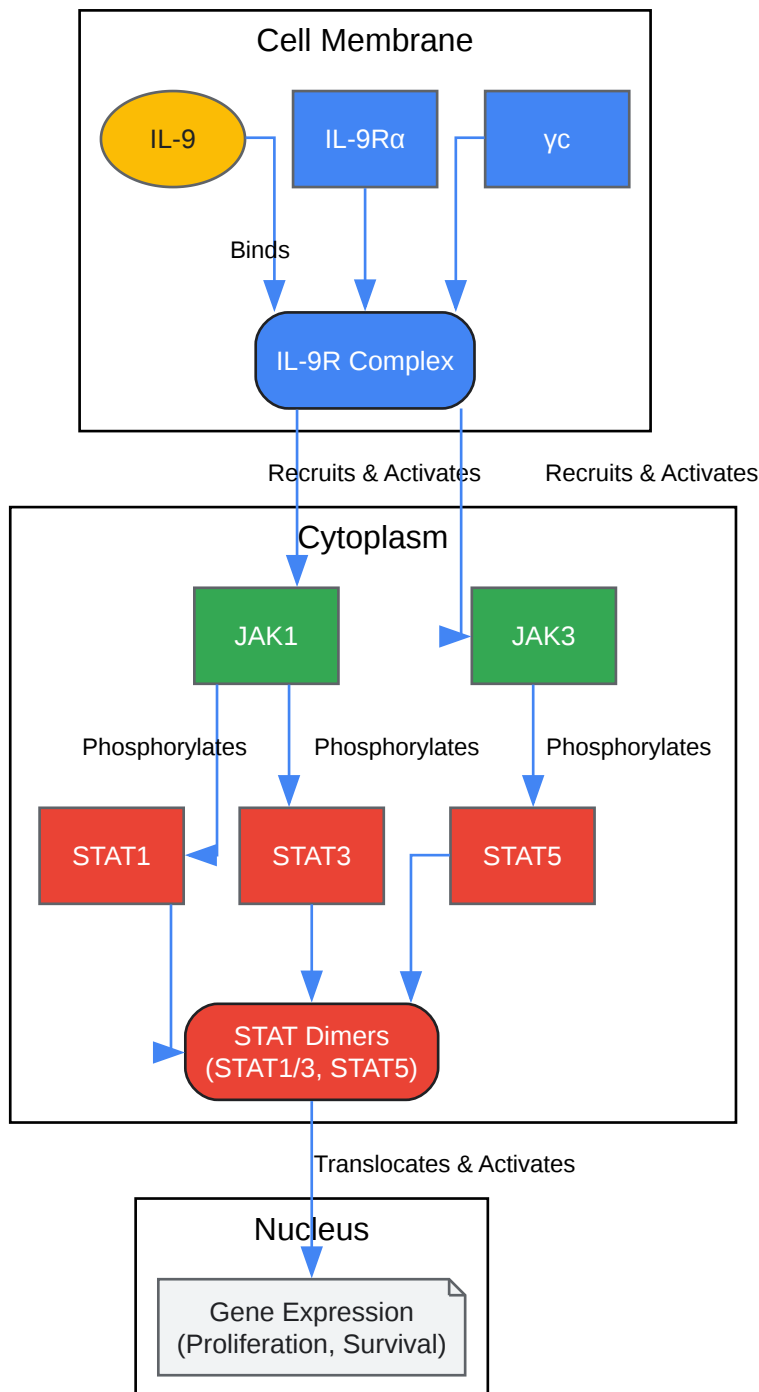 Cell Membrane
IL-9
IL-9Rα
γc
Binds
IL-9R Complex
Recruits & Activates
Recruits & Activates
Cytoplasm
JAK1
JAK3
Phosphorylates
Phosphorylates
Phosphorylates
STAT1
STAT3
STAT5
STAT Dimers
(STAT1/3, STAT5)
Translocates & Activates
Nucleus
Gene Expression
(Proliferation, Survival)